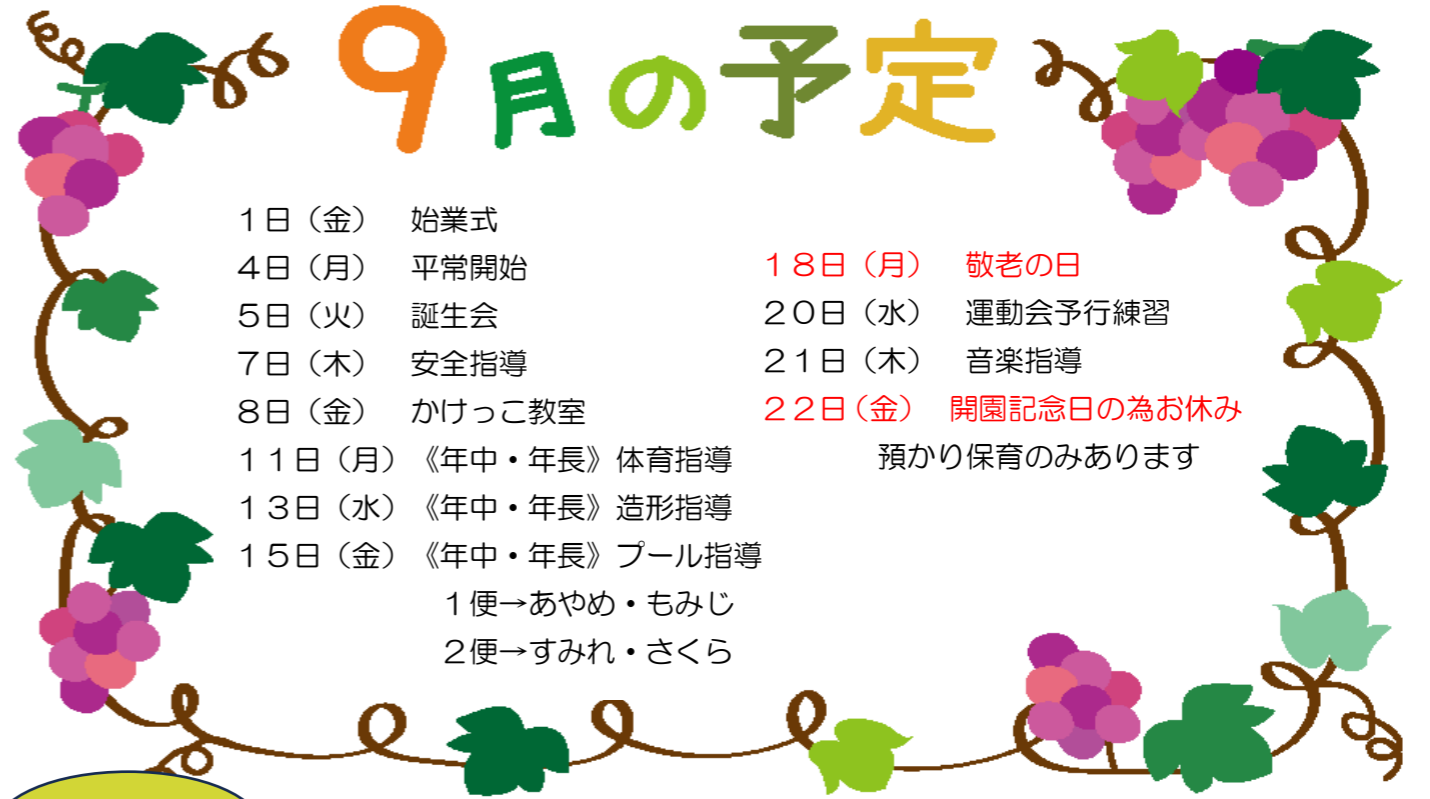 ９月の予定
１日（金）　始業式
４日（月）　平常開始
５日（火）　誕生会
７日（木）　安全指導
８日（金）　かけっこ教室
１１日（月）《年中・年長》体育指導
１３日（水）《年中・年長》造形指導
１５日（金）《年中・年長》プール指導
１便→あやめ・もみじ
２便→すみれ・さくら
１８日（月）　敬老の日
２０日（水）　運動会予行練習
２１日（木）　音楽指導
２２日（金）　開園記念日の為お休み
預かり保育のみあります